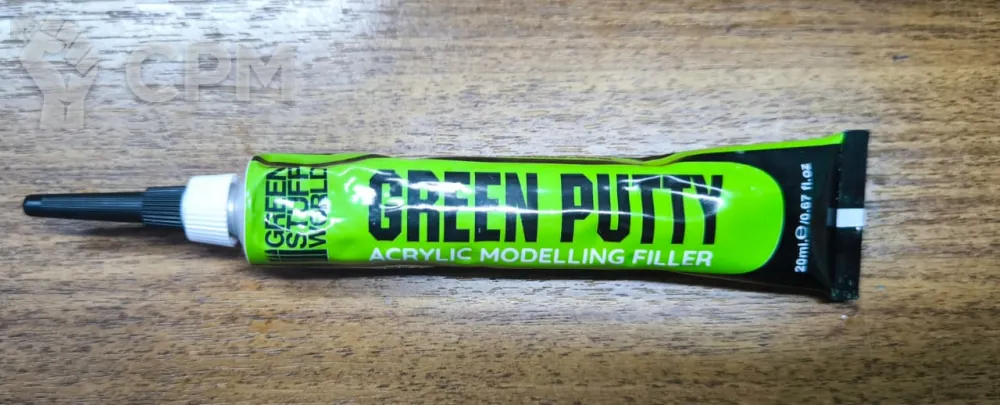 CPM
GREEN
STUFF
WORLD
GREEN PUTTY
ACRYLIC MODELLING FILLER
20ml.℮/0.67 fl.oz